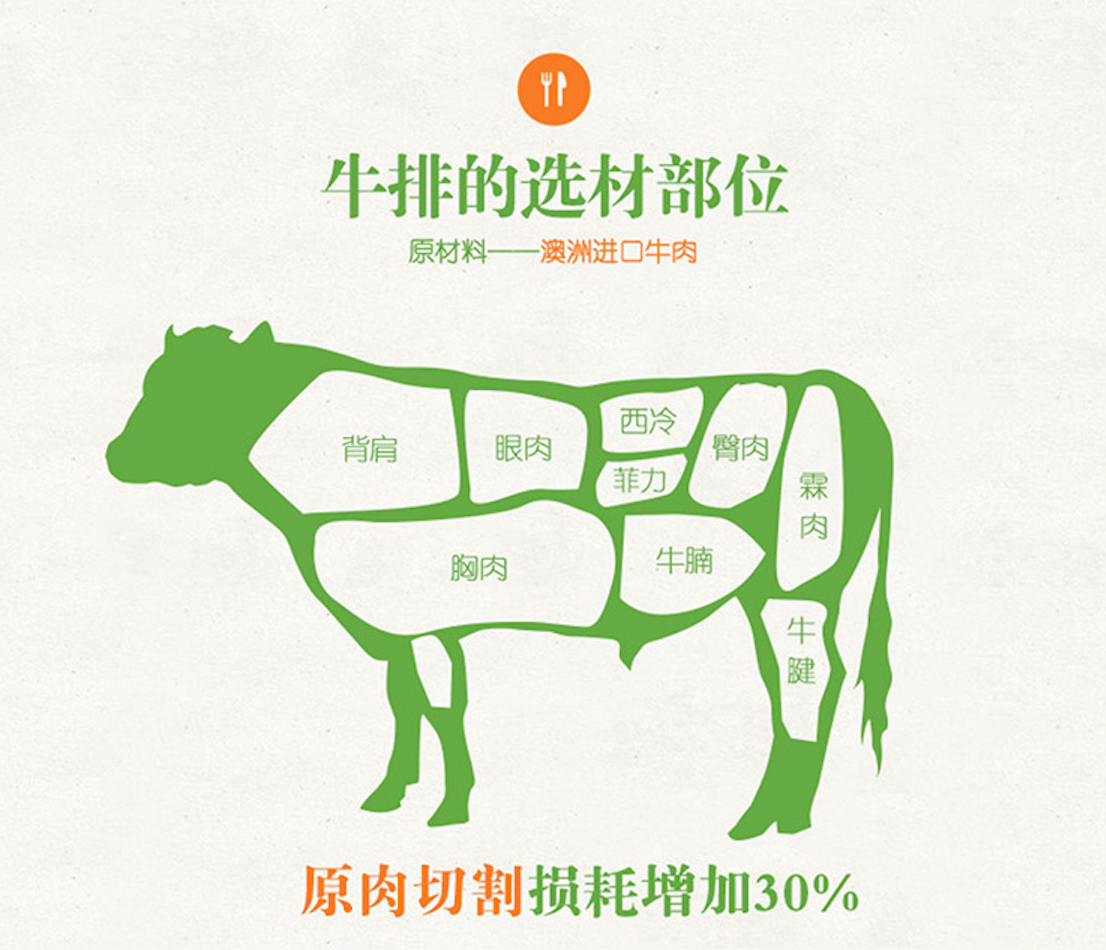 牛排的选材部位
原材料——澳洲进口牛肉
背肩
眼肉
西冷
菲力
臀肉
霖肉
胸肉
牛腩
牛腱
原肉切割损耗增加30%